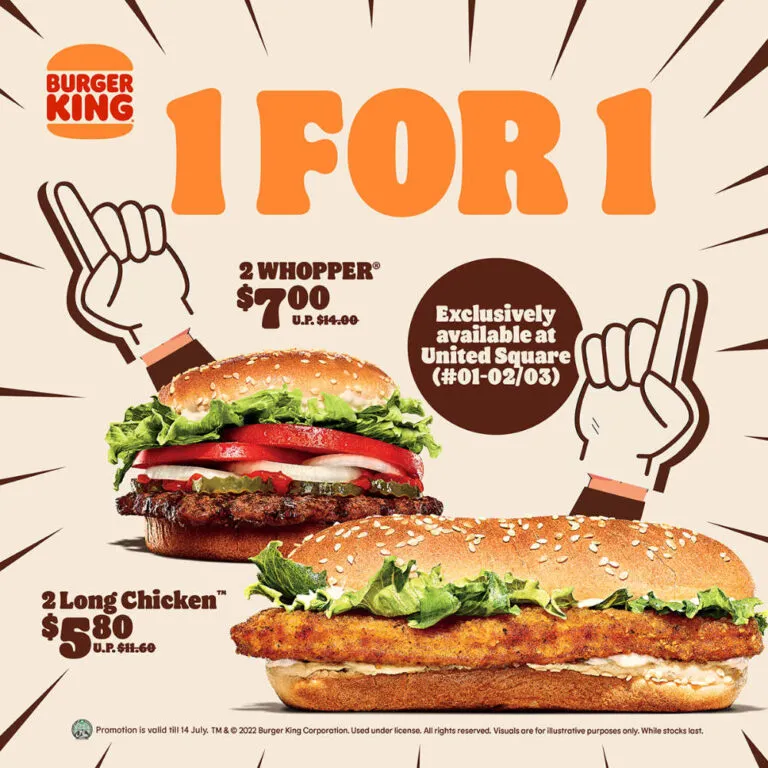 BURGER
KING
1 FOR 1
2 WHOPPER®
$7.00
U.P. $14.00
Exclusively
available at
United Square
(#01-02/03)
2 Long Chicken™
$5.80
U.P. $11.60
Promotion is valid till 14 July. TM & © 2022 Burger King Corporation. Used under license. All rights reserved. Visuals are for illustrative purposes only. While stocks last.